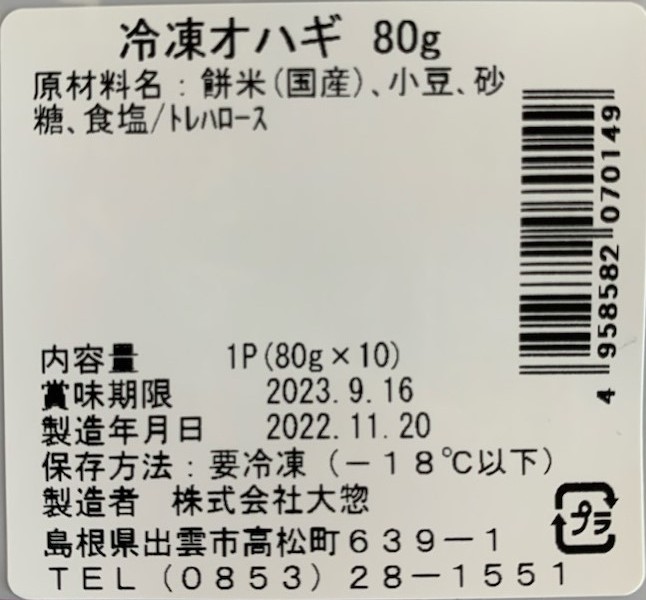 冷凍オハギ 80g
原材料名：餅米(国産)、小豆、砂
糖、食塩/ﾄﾚﾊﾛｰｽ
内容量 1P(80g×10)
賞味期限 2023.9.16
製造年月日 2022.11.20
保存方法：要冷凍（－１８℃以下）
製造者 株式会社大惣
島根県出雲市高松町６３９－１
ＴＥＬ（０８５３）２８－１５５１
4 958582 070149
プラ